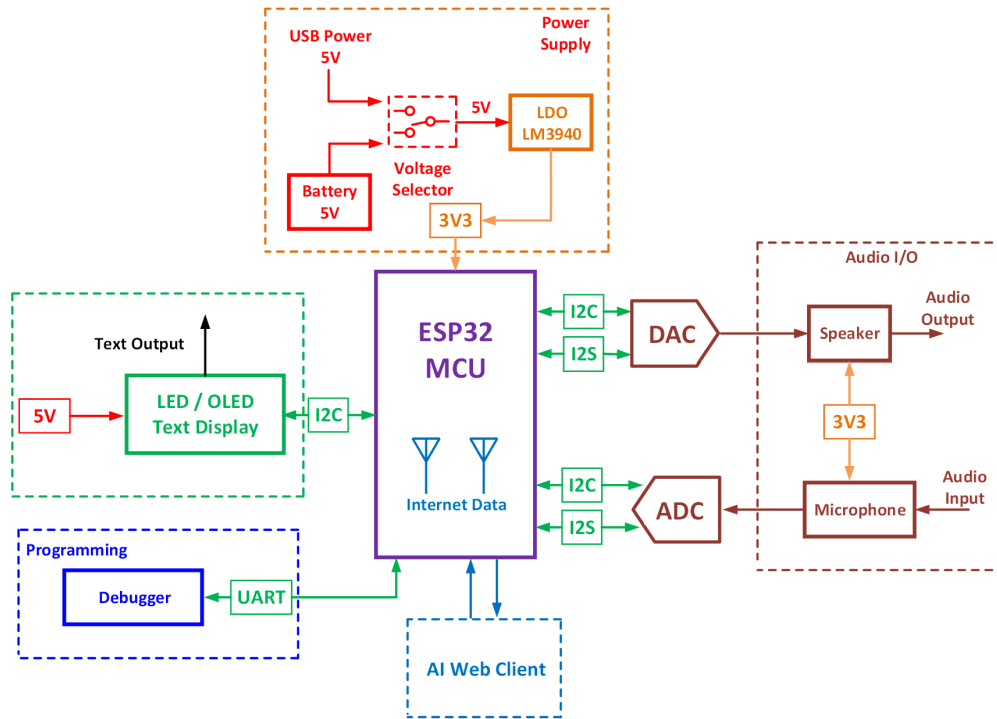 USB Power
5V
Power
Supply
5V
LDO
LM3940
Voltage
Selector
Battery
5V
3V3
ESP32
MCU
Internet Data
Text Output
LED / OLED
Text Display
5V
I2C
I2C
I2S
DAC
Audio I/O
Speaker
Audio
Output
3V3
I2C
I2S
ADC
Microphone
Audio
Input
Programming
Debugger
UART
AI Web Client